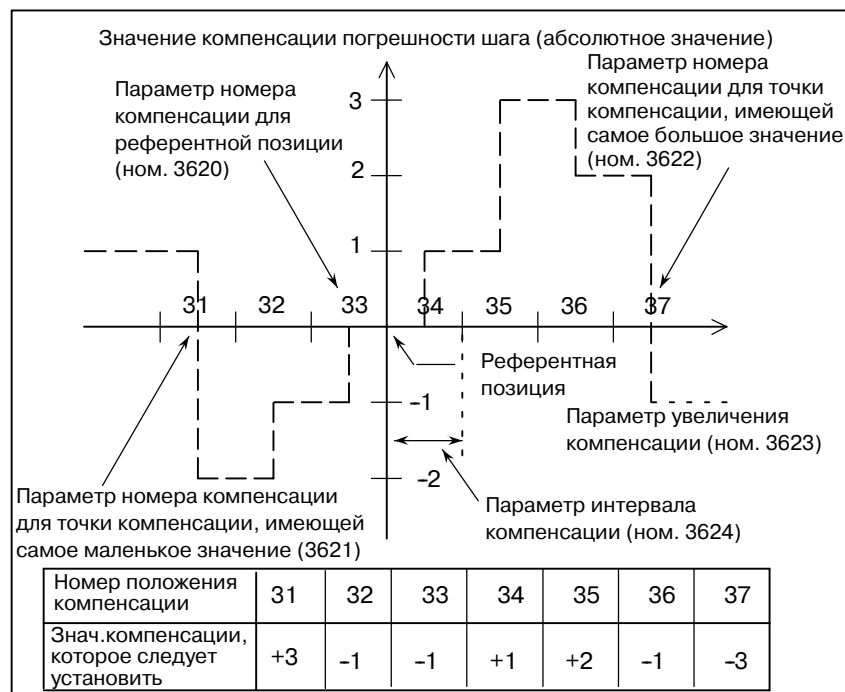 Значение компенсации погрешности шага (абсолютное значение)
Параметр номера
компенсации для
референтной позиции
(ном. 3620)
Параметр номера
компенсации для точки
компенсации, имеющей
самое большое значение
(ном. 3622)
3
2
1
31 32 33 34 35 36 37
Референтная
позиция
-1
-2
Параметр увеличения
компенсации (ном. 3623)
Параметр номера компенсации
для точки компенсации, имеющей
самое маленькое значение (3621)
Параметр интервала
компенсации (ном. 3624)
Номер положения
компенсации
31 32 33 34 35 36 37
Знач.компенсации,
которое следует
установить
+3 -1 -1 +1 +2 -1 -3